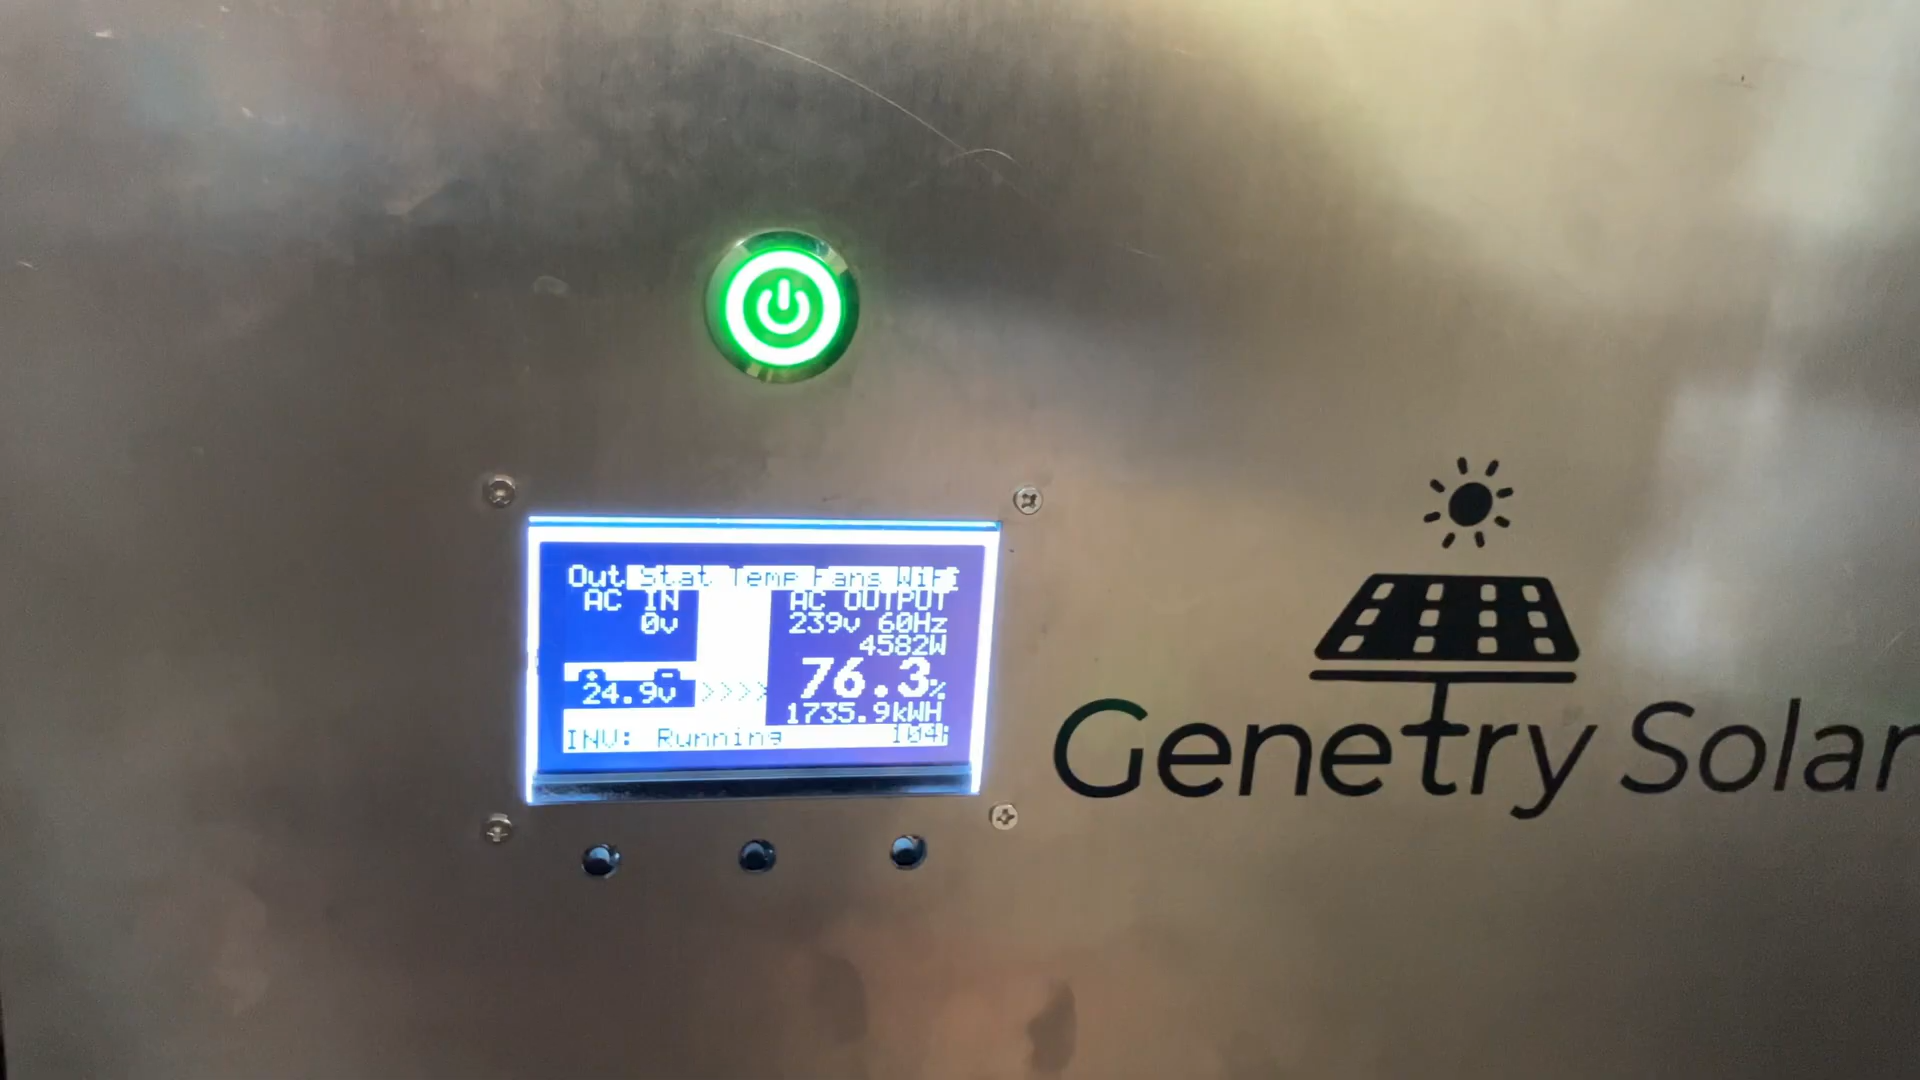 Out Stat Temp Fans WiFi
AC IN
0v
AC OUTPUT
239v 60Hz
4582W
76.3%
1735.9kWH
+ -
24.9v >>>>
INV: Running
Genetry Solar